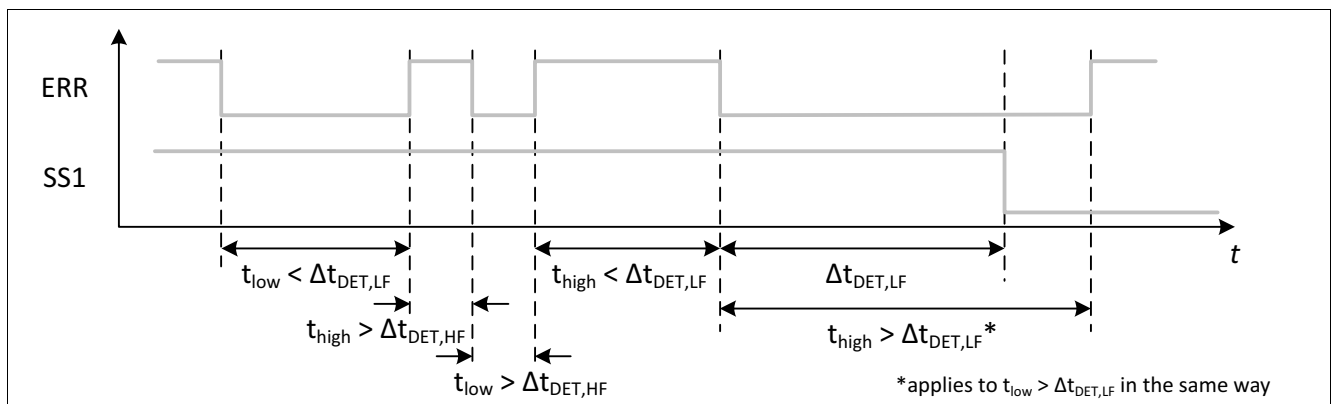 ERR
SS1
t
t_low < Δt_DET,LF
t_high < Δt_DET,LF
Δt_DET,LF
t_high > Δt_DET,HF
t_high > Δt_DET,LF*
t_low > Δt_DET,HF
*applies to t_low > Δt_DET,LF in the same way